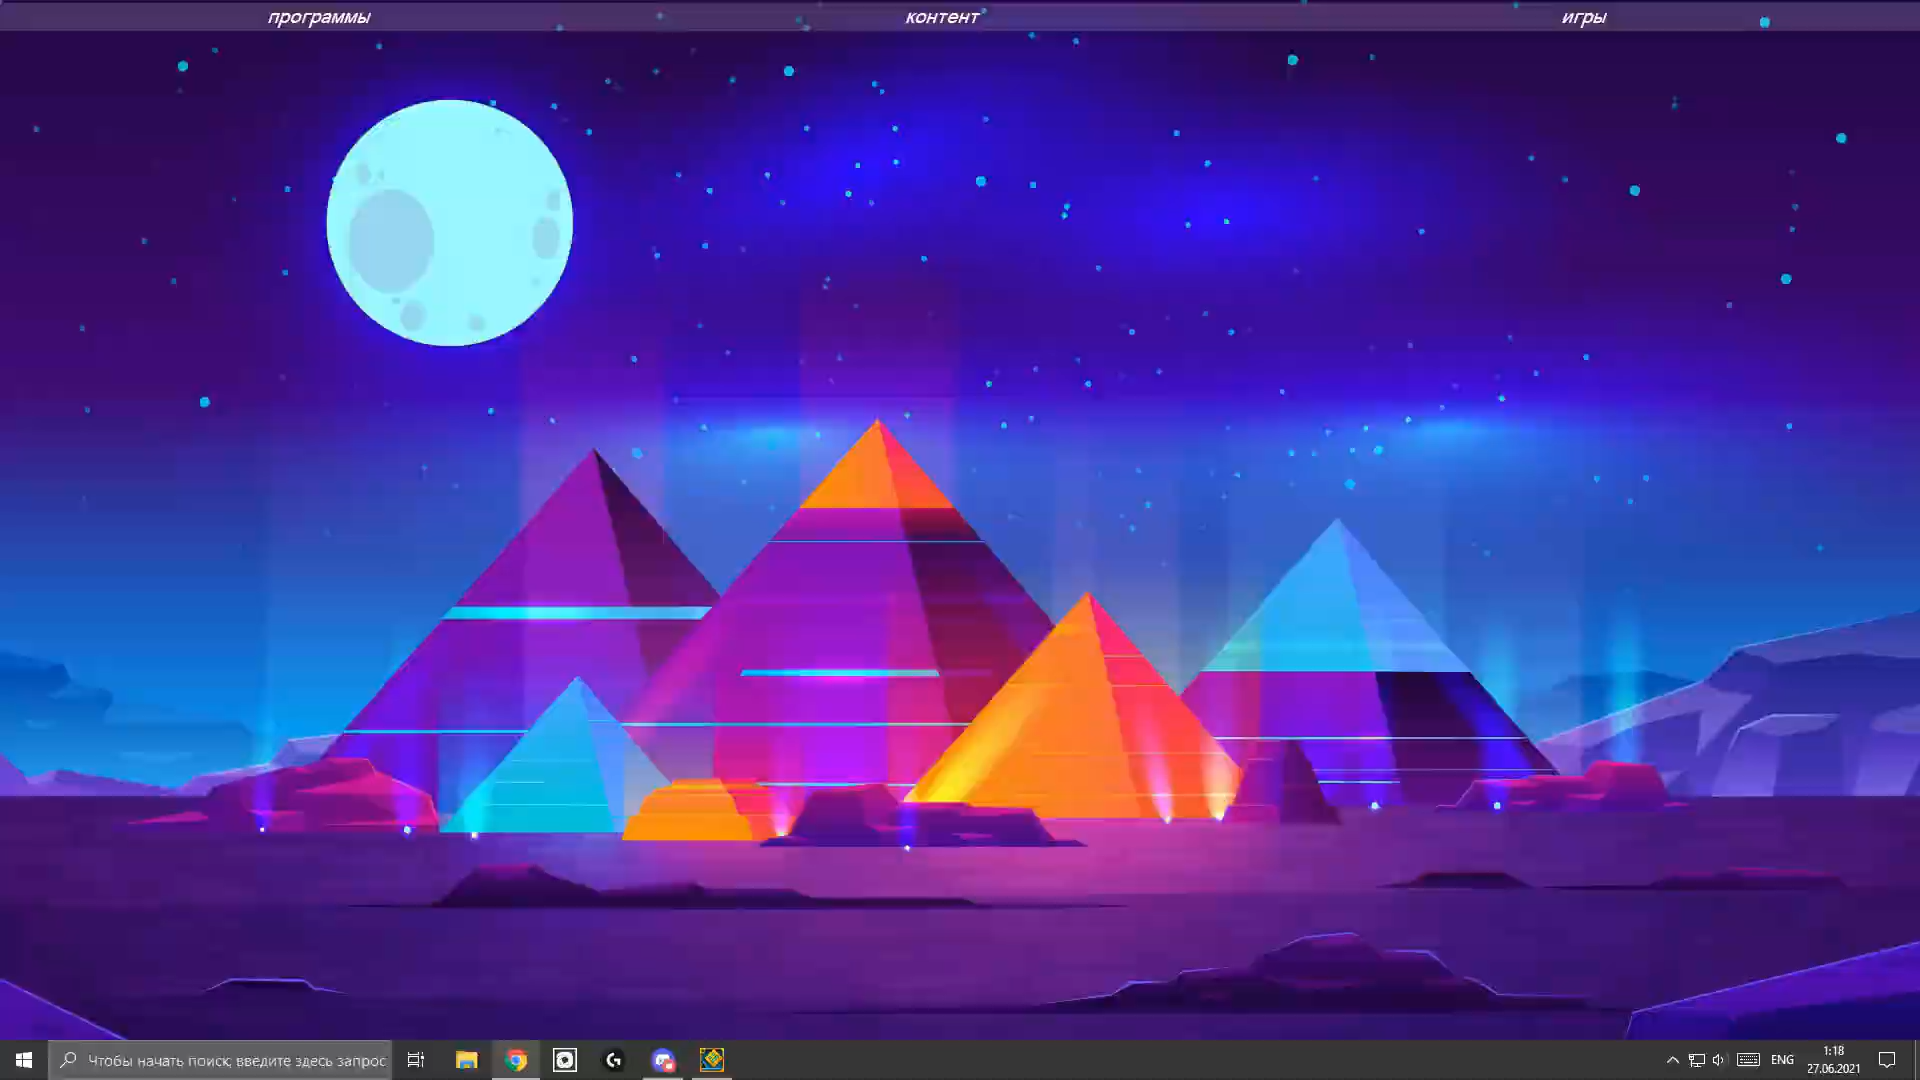 программы
контент
игры
Чтобы начать поиск, введите здесь запрос
ENG
1:18
27.06.2021